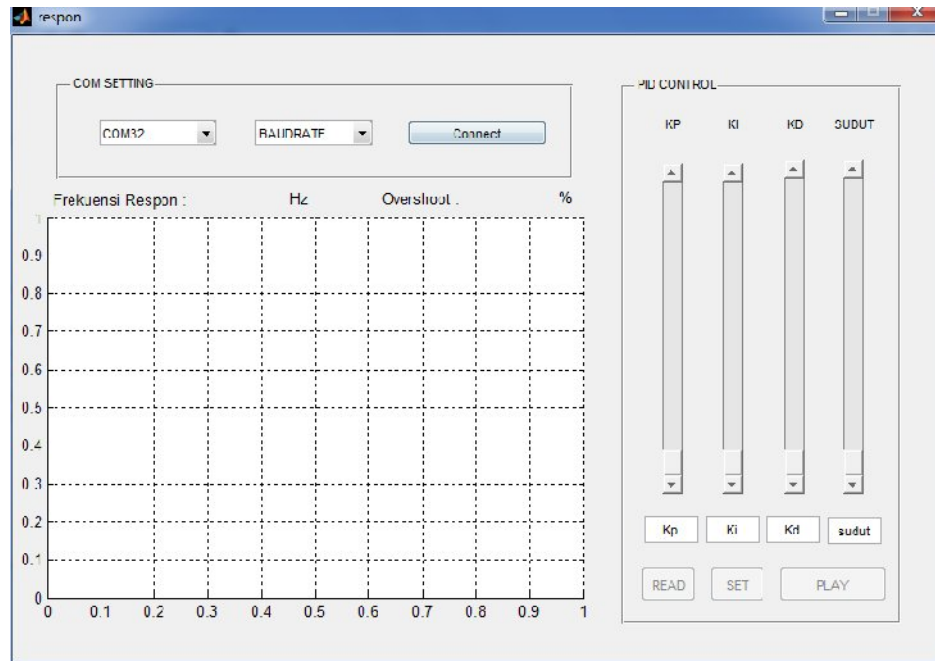 respon
COM SETTING
COM32 BAUDRATE Connect
Frekuensi Respon : Hz Overshoot : %
1
0.9
0.8
0.7
0.6
0.5
0.4
0.3
0.2
0.1
0
0 0.1 0.2 0.3 0.4 0.5 0.6 0.7 0.8 0.9 1
PID CONTROL
KP KI KD SUDUT
Kp Ki Kd sudut
READ SET PLAY